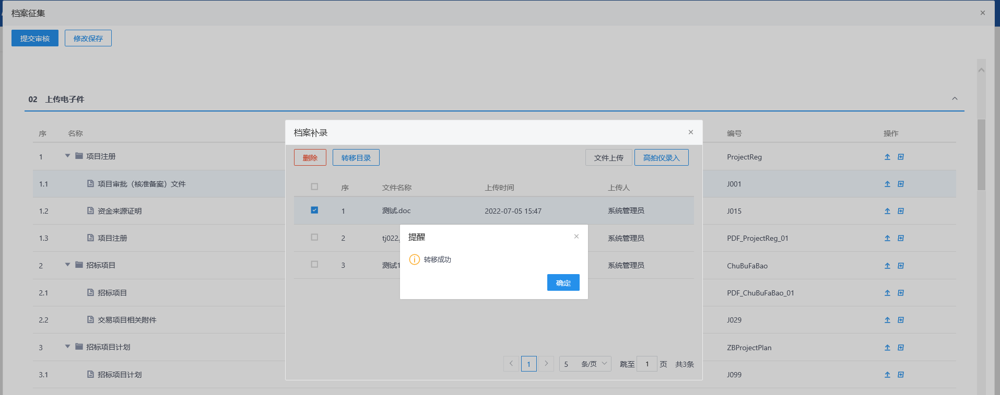 档案征集
提交审核 修改保存
02 上传电子件
序 名称 编号 操作
1 项目注册 ProjectReg
1.1 项目审批（核准备案）文件 J001
1.2 资金来源证明 J015
1.3 项目注册 PDF_ProjectReg_01
2 招标项目 ChuBuFaBao
2.1 招标项目 PDF_ChuBuFaBao_01
2.2 交易项目相关附件 J029
3 招标项目计划 ZBProjectPlan
3.1 招标项目计划 J099
档案补录
删除 转移目录 文件上传 高拍仪录入
序 文件名称 上传时间 上传人
1 测试.doc 2022-07-05 15:47 系统管理员
2 tj022. 系统管理员
3 测试1 系统管理员
1 5 条/页 跳至 1 页 共3条
提醒
转移成功
确定